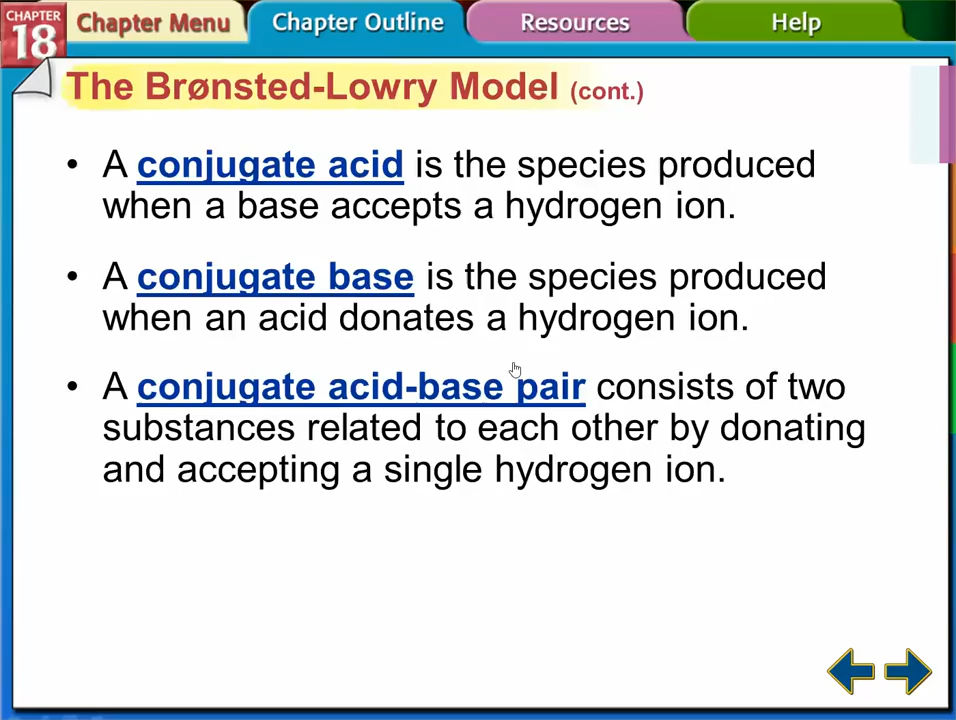 CHAPTER
18
Chapter Menu
Chapter Outline
Resources
Help
The Brønsted-Lowry Model (cont.)
• A conjugate acid is the species produced
when a base accepts a hydrogen ion.
• A conjugate base is the species produced
when an acid donates a hydrogen ion.
• A conjugate acid-base pair consists of two
substances related to each other by donating
and accepting a single hydrogen ion.